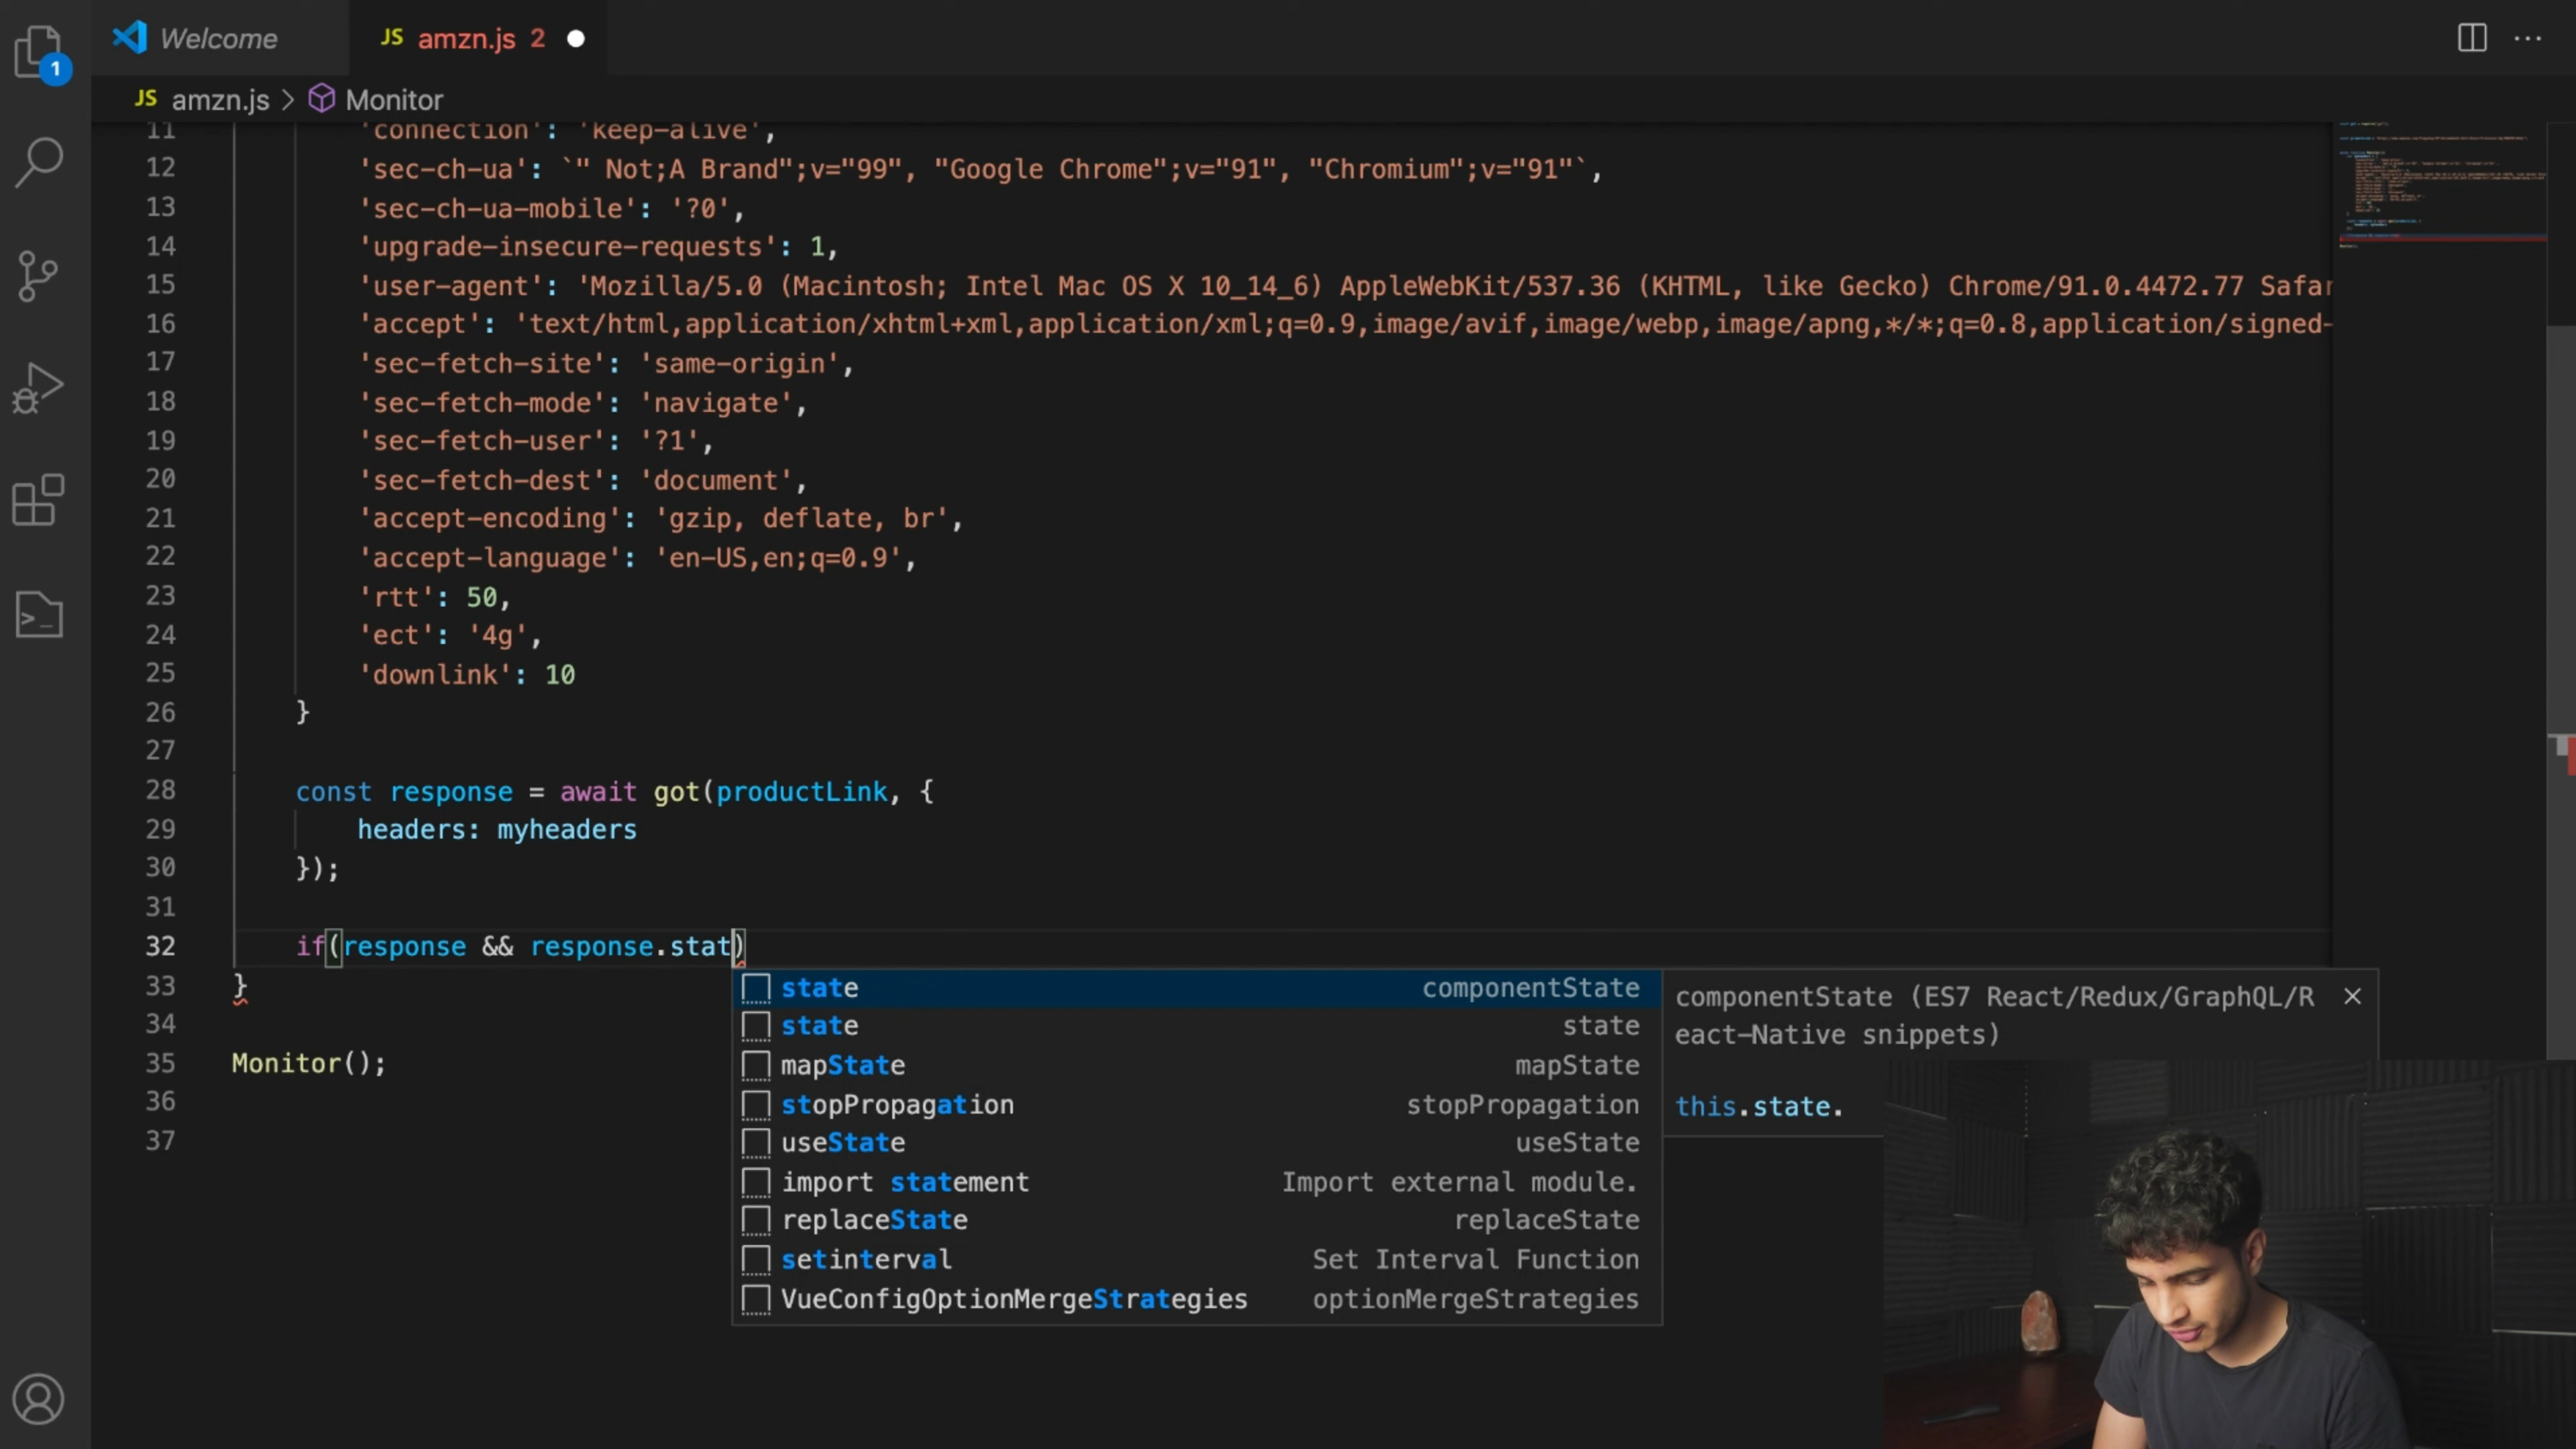 Welcome
JS amzn.js 2
1
JS amzn.js > Monitor
11 'connection': 'keep-alive',
12 'sec-ch-ua': `" Not;A Brand";v="99", "Google Chrome";v="91", "Chromium";v="91"`,
13 'sec-ch-ua-mobile': '?0',
14 'upgrade-insecure-requests': 1,
15 'user-agent': 'Mozilla/5.0 (Macintosh; Intel Mac OS X 10_14_6) AppleWebKit/537.36 (KHTML, like Gecko) Chrome/91.0.4472.77 Safar
16 'accept': 'text/html,application/xhtml+xml,application/xml;q=0.9,image/avif,image/webp,image/apng,*/*;q=0.8,application/signed-
17 'sec-fetch-site': 'same-origin',
18 'sec-fetch-mode': 'navigate',
19 'sec-fetch-user': '?1',
20 'sec-fetch-dest': 'document',
21 'accept-encoding': 'gzip, deflate, br',
22 'accept-language': 'en-US,en;q=0.9',
23 'rtt': 50,
24 'ect': '4g',
25 'downlink': 10
26 }
27
28 const response = await got(productLink, {
29 headers: myheaders
30 });
31
32 if(response && response.stat)
33 }
34
35 Monitor();
36
37
state componentState
state state
mapState mapState
stopPropagation stopPropagation
useState useState
import statement Import external module.
replaceState replaceState
setinterval Set Interval Function
VueConfigOptionMergeStrategies optionMergeStrategies
componentState (ES7 React/Redux/GraphQL/R
eact-Native snippets)
this.state.